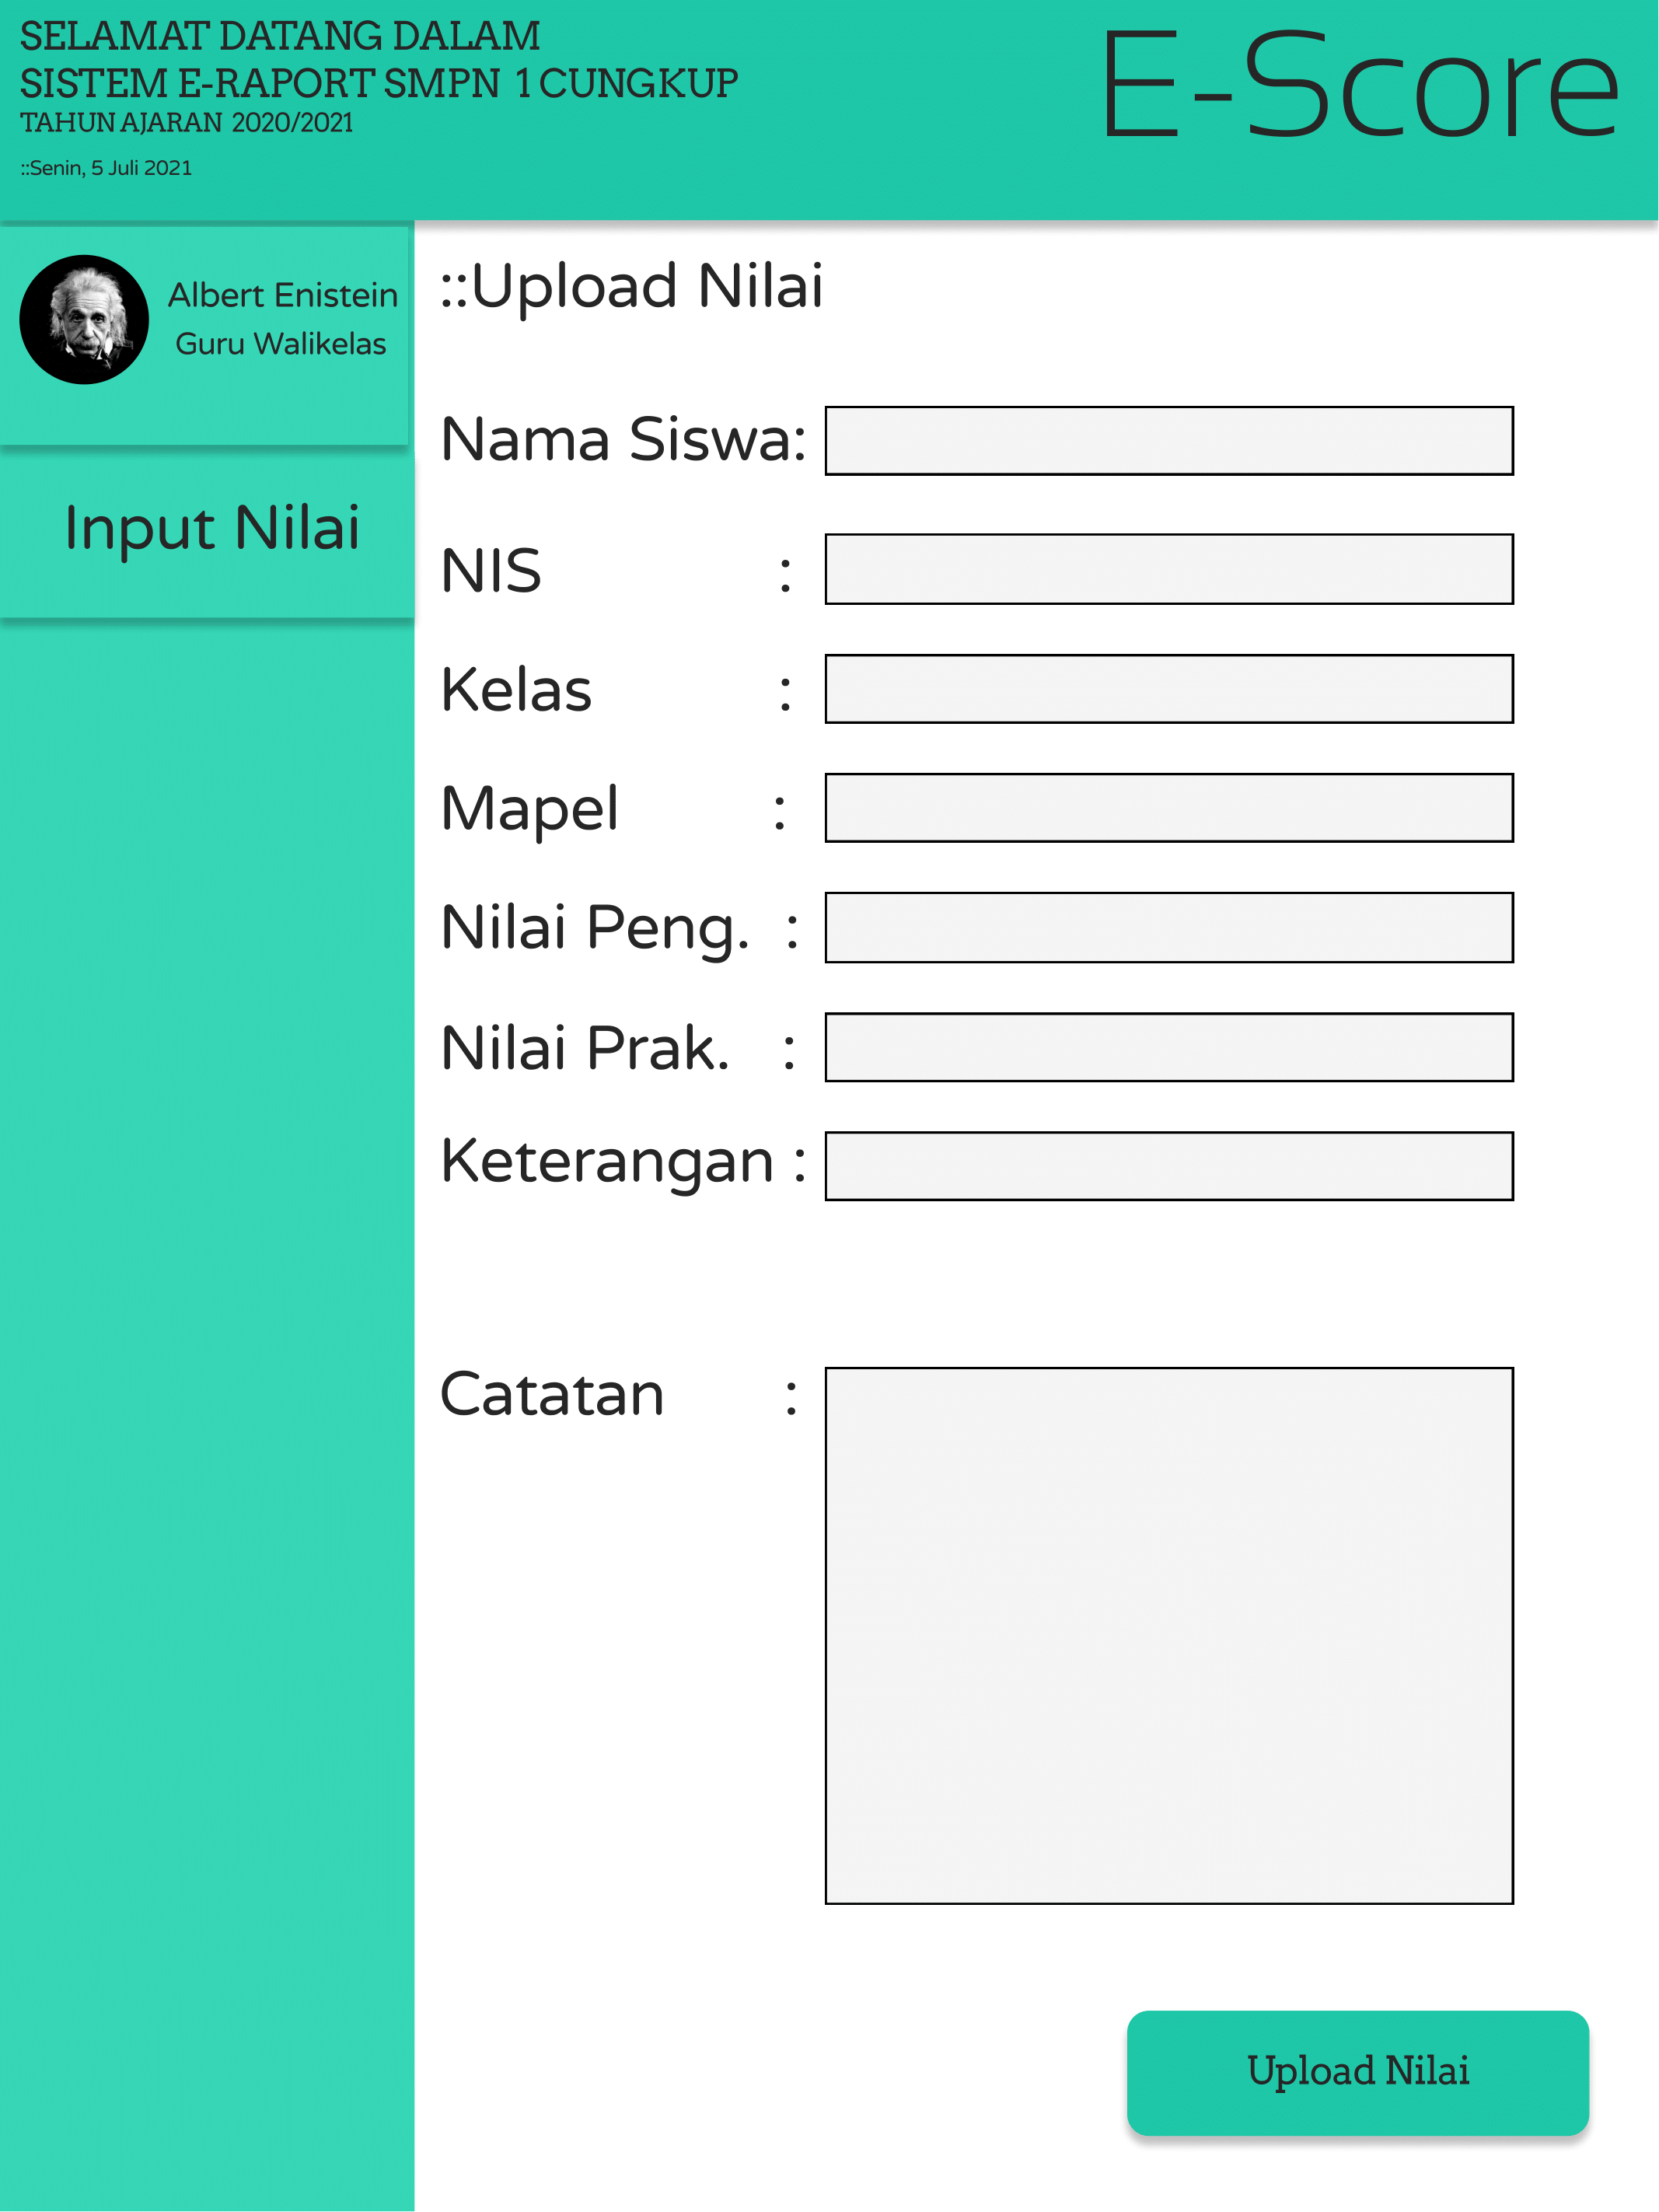 SELAMAT DATANG DALAM
SISTEM E-RAPORT SMPN 1 CUNGKUP
TAHUN AJARAN 2020/2021
::Senin, 5 Juli 2021
E-Score
Albert Enistein
Guru Walikelas
Input Nilai
::Upload Nilai
Nama Siswa:
NIS :
Kelas :
Mapel :
Nilai Peng. :
Nilai Prak. :
Keterangan :
Catatan :
Upload Nilai